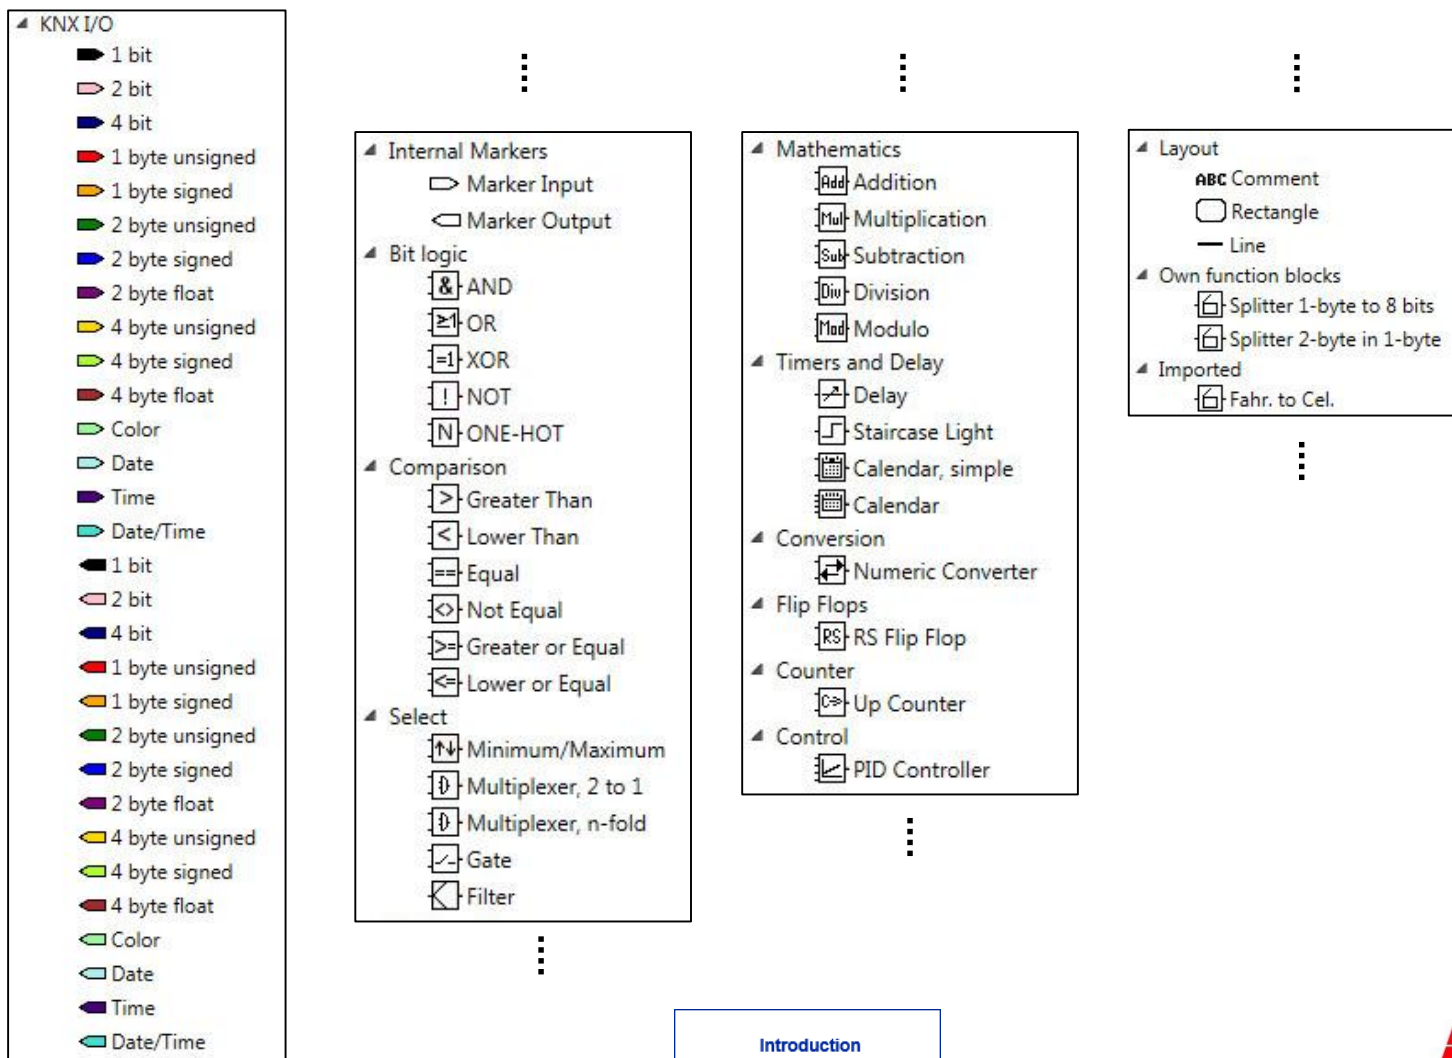 KNX I/O
1 bit
2 bit
4 bit
1 byte unsigned
1 byte signed
2 byte unsigned
2 byte signed
2 byte float
4 byte unsigned
4 byte signed
4 byte float
Color
Date
Time
Date/Time
1 bit
2 bit
4 bit
1 byte unsigned
1 byte signed
2 byte unsigned
2 byte signed
2 byte float
4 byte unsigned
4 byte signed
4 byte float
Color
Date
Time
Date/Time
Internal Markers
Marker Input
Marker Output
Bit logic
& AND
≥1 OR
=1 XOR
! NOT
N ONE-HOT
Comparison
> Greater Than
< Lower Than
== Equal
<> Not Equal
>= Greater or Equal
<= Lower or Equal
Select
Minimum/Maximum
Multiplexer, 2 to 1
Multiplexer, n-fold
Gate
Filter
Mathematics
Add Addition
Mul Multiplication
Sub Subtraction
Div Division
Mod Modulo
Timers and Delay
Delay
Staircase Light
Calendar, simple
Calendar
Conversion
Numeric Converter
Flip Flops
RS RS Flip Flop
Counter
C=> Up Counter
Control
PID Controller
Layout
ABC Comment
Rectangle
Line
Own function blocks
Splitter 1-byte to 8 bits
Splitter 2-byte in 1-byte
Imported
Fahr. to Cel.
Introduction